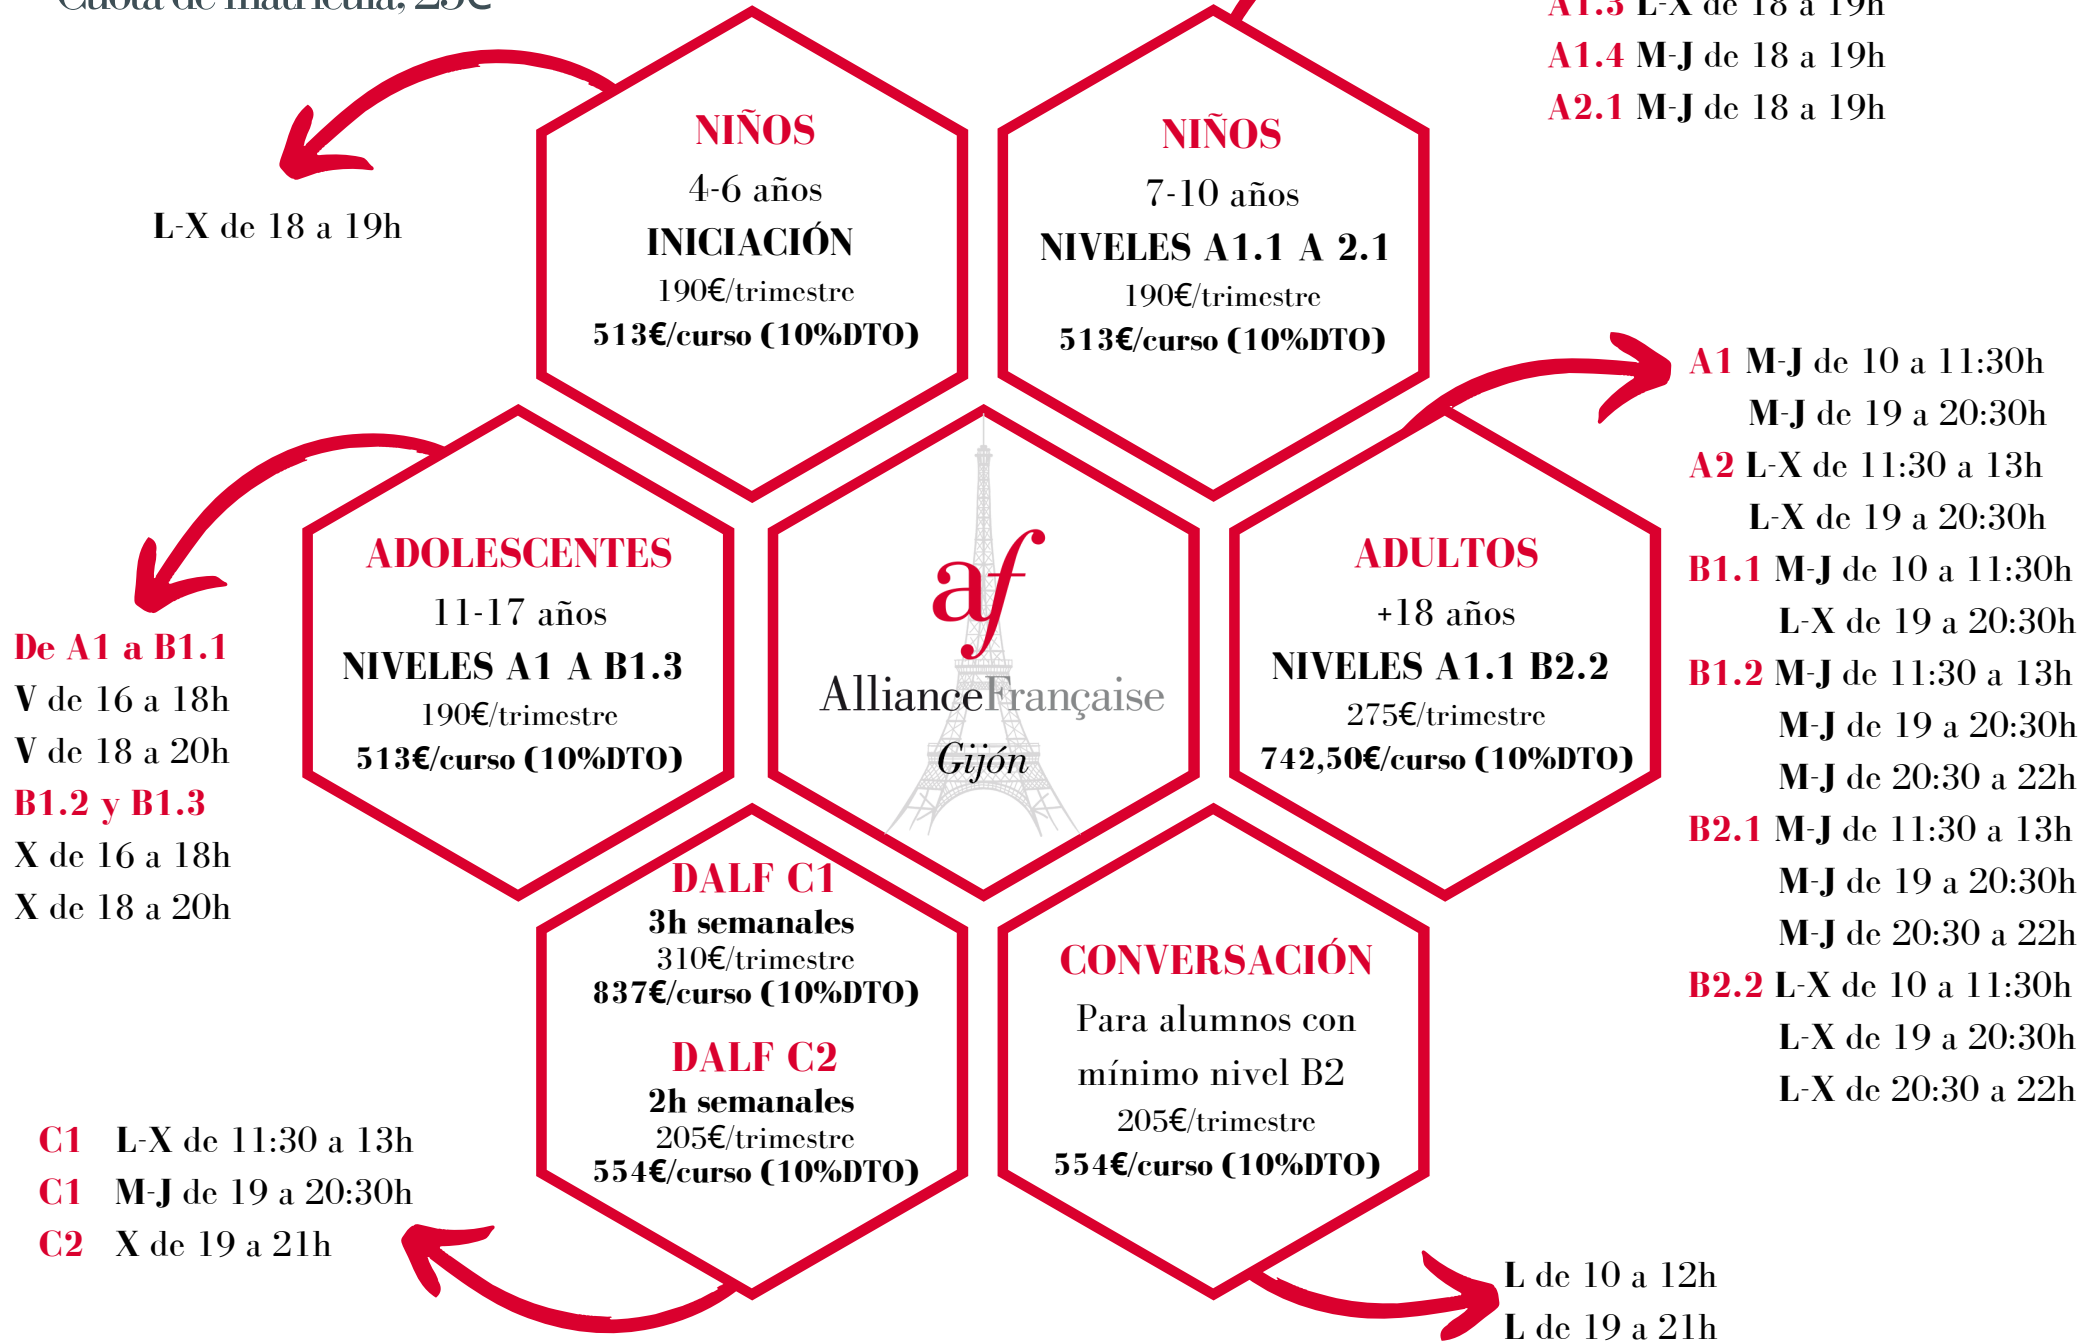 Cuota de matrícula, 25€
A1.3 L-X de 18 a 19h
A1.4 M-J de 18 a 19h
A2.1 M-J de 18 a 19h
L-X de 18 a 19h
NIÑOS
4-6 años
INICIACIÓN
190€/trimestre
513€/curso (10%DTO)
NIÑOS
7-10 años
NIVELES A1.1 A 2.1
190€/trimestre
513€/curso (10%DTO)
De A1 a B1.1
V de 16 a 18h
V de 18 a 20h
B1.2 y B1.3
X de 16 a 18h
X de 18 a 20h
ADOLESCENTES
11-17 años
NIVELES A1 A B1.3
190€/trimestre
513€/curso (10%DTO)
af
AllianceFrançaise
Gijón
ADULTOS
+18 años
NIVELES A1.1 B2.2
275€/trimestre
742,50€/curso (10%DTO)
A1 M-J de 10 a 11:30h
M-J de 19 a 20:30h
A2 L-X de 11:30 a 13h
L-X de 19 a 20:30h
B1.1 M-J de 10 a 11:30h
L-X de 19 a 20:30h
B1.2 M-J de 11:30 a 13h
M-J de 19 a 20:30h
M-J de 20:30 a 22h
B2.1 M-J de 11:30 a 13h
M-J de 19 a 20:30h
M-J de 20:30 a 22h
B2.2 L-X de 10 a 11:30h
L-X de 19 a 20:30h
L-X de 20:30 a 22h
DALF C1
3h semanales
310€/trimestre
837€/curso (10%DTO)
DALF C2
2h semanales
205€/trimestre
554€/curso (10%DTO)
C1 L-X de 11:30 a 13h
C1 M-J de 19 a 20:30h
C2 X de 19 a 21h
CONVERSACIÓN
Para alumnos con
mínimo nivel B2
205€/trimestre
554€/curso (10%DTO)
L de 10 a 12h
L de 19 a 21h